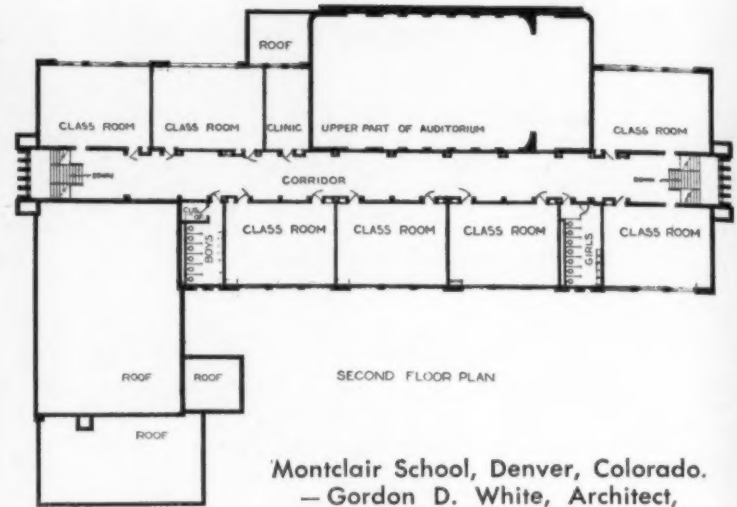 ROOF
CLASS ROOM
CLASS ROOM
CLINIC
UPPER PART OF AUDITORIUM
CLASS ROOM
DOWN
CORRIDOR
DOWN
BOYS
CLASS ROOM
CLASS ROOM
CLASS ROOM
GIRLS
CLASS ROOM
ROOF
ROOF
SECOND FLOOR PLAN
ROOF
Montclair School, Denver, Colorado.
— Gordon D. White, Architect,